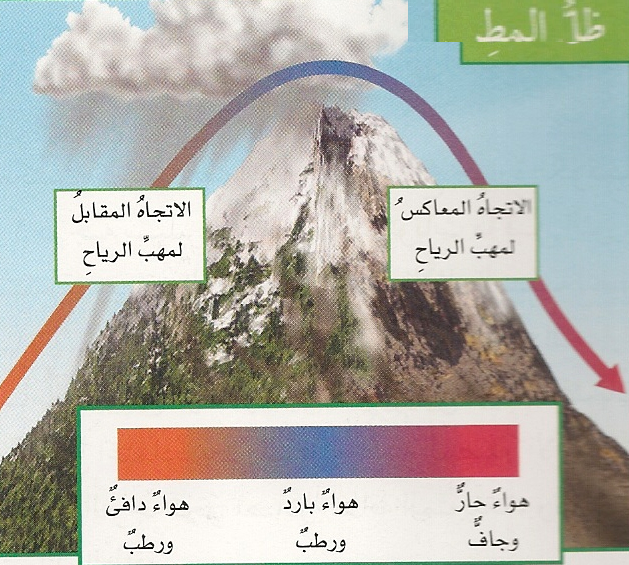 ظلُّ المطرِ
الاتجاهُ المعاكسُ
لمهبِّ الرياحِ
الاتجاهُ المقابلُ
لمهبِّ الرياحِ
هواءٌ حارٌّ
وجافٌّ
هواءٌ باردٌ
ورطبٌ
هواءٌ دافئٌ
ورطبٌ